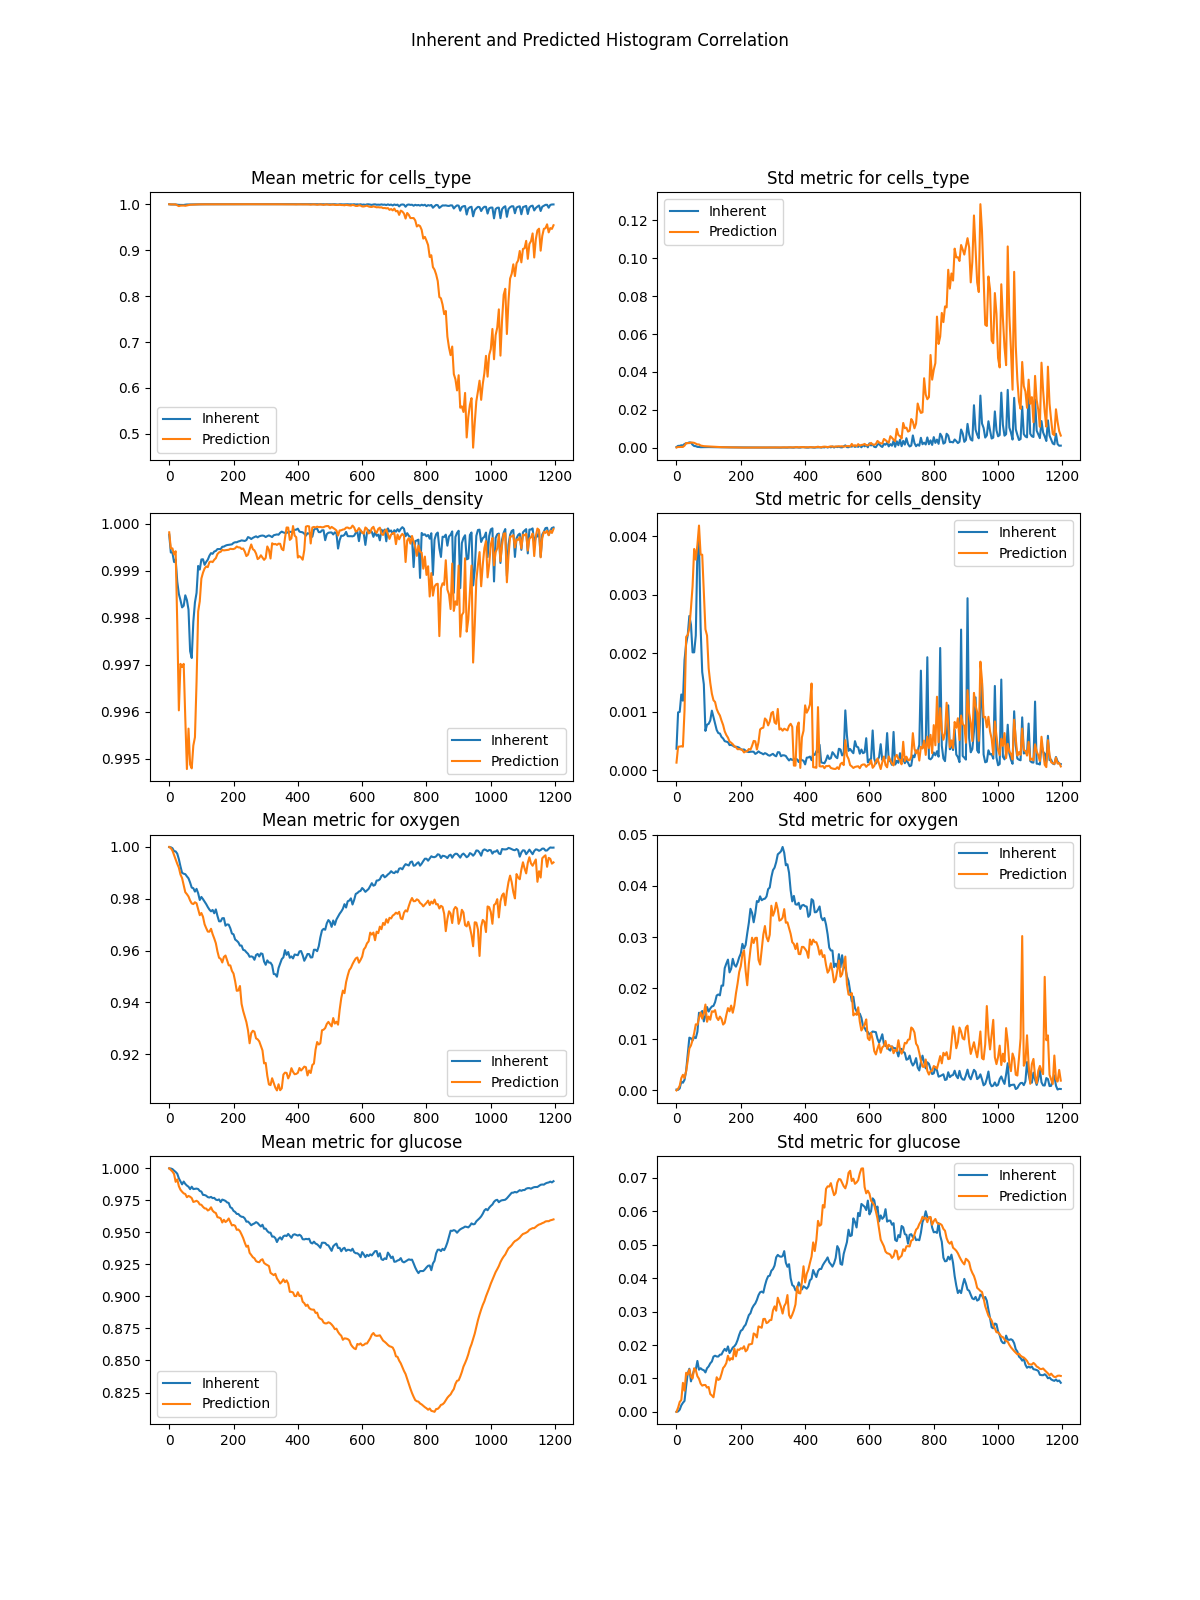 Inherent and Predicted Histogram Correlation
Mean metric for cells_type
1.0
0.9
0.8
0.7
0.6
0.5
Inherent
Prediction
0 200 400 600 800 1000 1200
Std metric for cells_type
0.12
0.10
0.08
0.06
0.04
0.02
0.00
Inherent
Prediction
0 200 400 600 800 1000 1200
Mean metric for cells_density
1.000
0.999
0.998
0.997
0.996
0.995
Inherent
Prediction
0 200 400 600 800 1000 1200
Std metric for cells_density
0.004
0.003
0.002
0.001
0.000
Inherent
Prediction
0 200 400 600 800 1000 1200
Mean metric for oxygen
1.00
0.98
0.96
0.94
0.92
Inherent
Prediction
0 200 400 600 800 1000 1200
Std metric for oxygen
0.05
0.04
0.03
0.02
0.01
0.00
Inherent
Prediction
0 200 400 600 800 1000 1200
Mean metric for glucose
1.000
0.975
0.950
0.925
0.900
0.875
0.850
0.825
Inherent
Prediction
0 200 400 600 800 1000 1200
Std metric for glucose
0.07
0.06
0.05
0.04
0.03
0.02
0.01
0.00
Inherent
Prediction
0 200 400 600 800 1000 1200